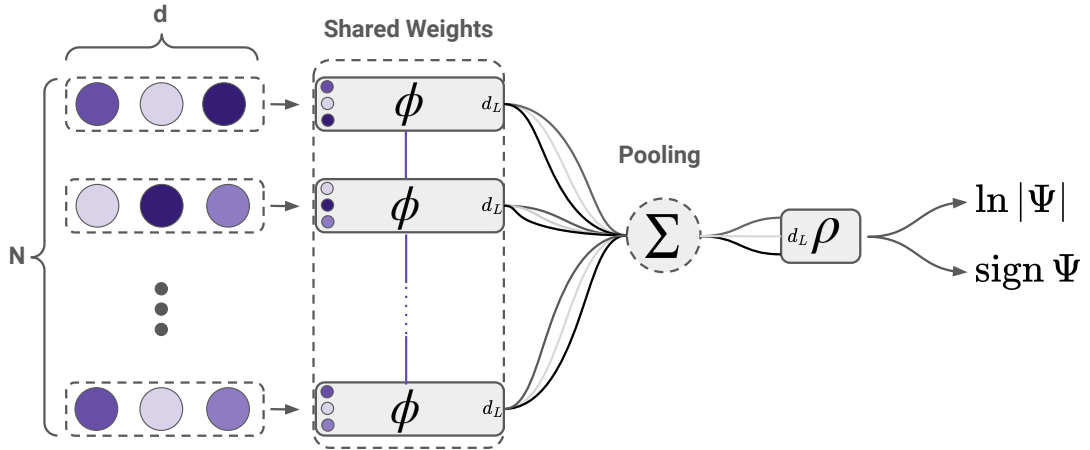 d
Shared Weights
ϕ d_L
Pooling
ϕ d_L
ln |Ψ|
N
Σ
d_L ρ
sign Ψ
ϕ d_L